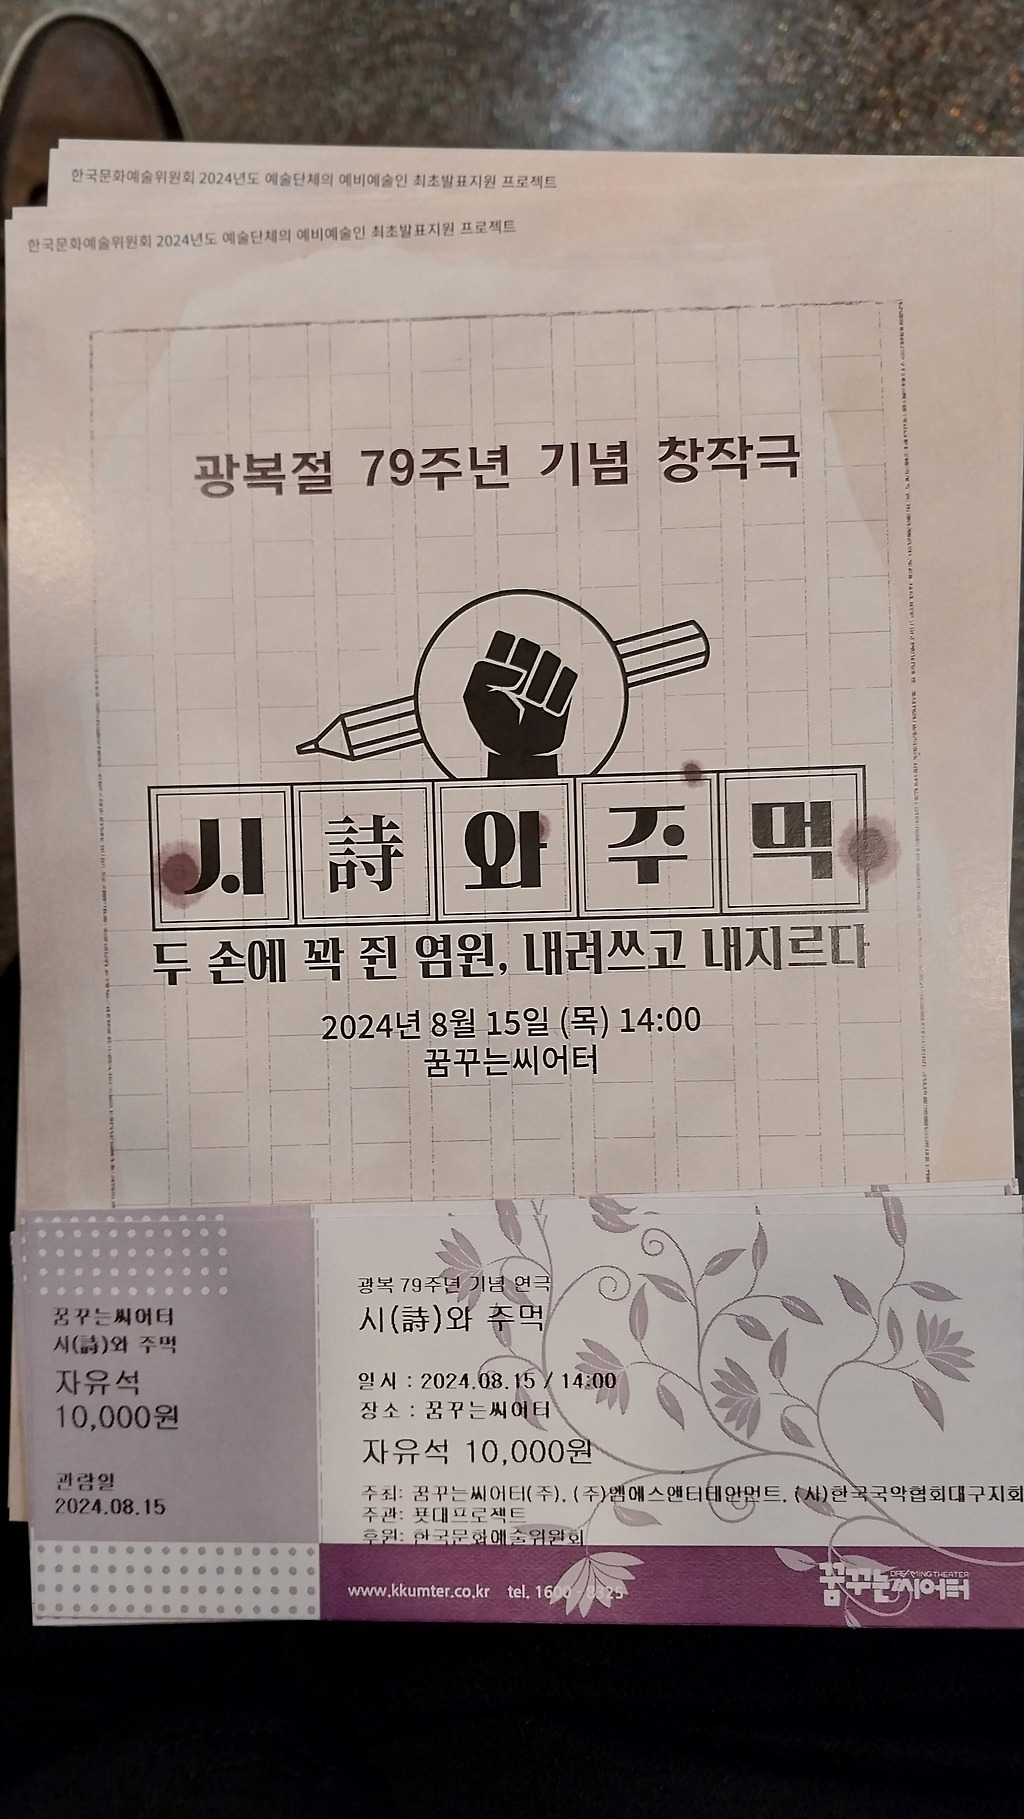 한국문화예술위원회 2024년도 예술단체의 예비예술인 최초발표지원 프로젝트
한국문화예술위원회 2024년도 예술단체의 예비예술인 최초발표지원 프로젝트
광복절 79주년 기념 창작극
시詩와주먹
두 손에 꽉 쥔 염원, 내려쓰고 내지르다
2024년 8월 15일 (목) 14:00
꿈꾸는씨어터
꿈꾸는씨어터
시(詩)와 주먹
자유석
10,000원
관람일
2024.08.15
광복 79주년 기념 연극
시(詩)와 주먹
일시 : 2024.08.15 / 14:00
장소 : 꿈꾸는씨어터
자유석 10,000원
주최: 꿈꾸는씨어터(주), (주)엠에스엔터테인먼트, (사)한국국악협회대구지회
주관: 폿대프로젝트
후원: 한국문화예술위원회
www.kkumter.co.kr tel. 1600-8325
꿈꾸는씨어터
DREAMING THEATER